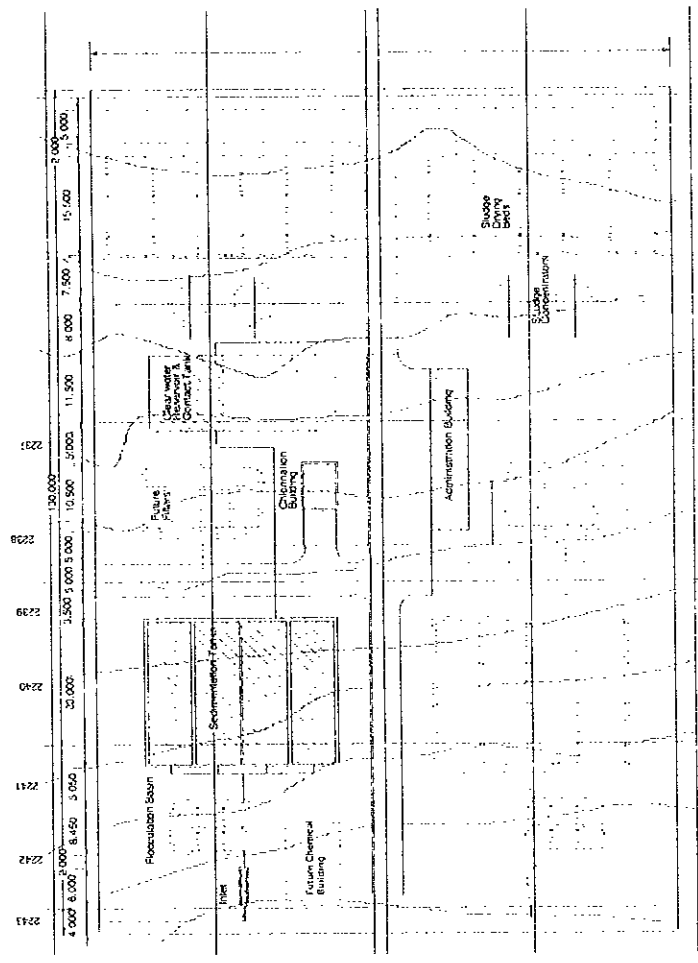 2 000
130,000
2 000
4 000
6.000
8.450
5 050
20.000
3,500
5 000
5 000
10,500
5,000
11,500
8 000
7,500
5 000
2243
2242
2241
2240
2239
2238
2237
Inlet
Flocculation Basin
Future Chemical
Building
Sedimentation Tank
Future
Filters
Chlorination
Building
Clear water
Reservoir &
Contact Tank
Administration Building
Sludge
Concentrators
Sludge
Drying
Beds